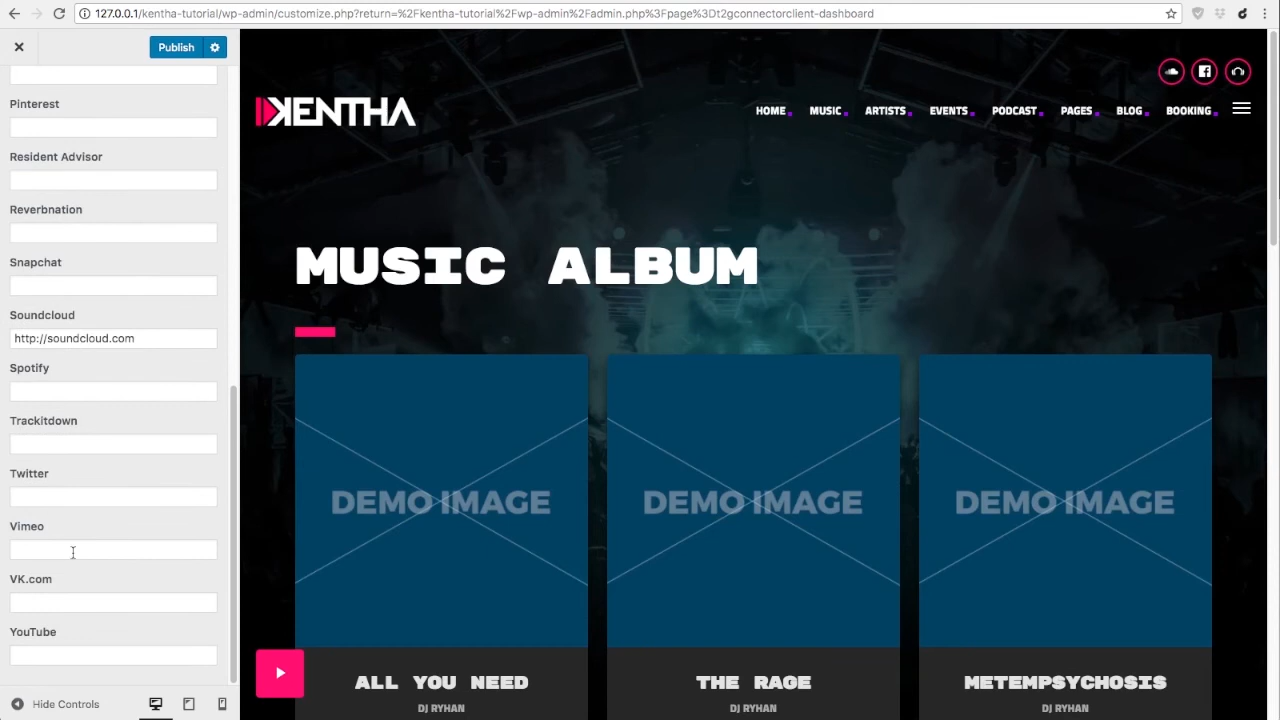 127.0.0.1/kentha-tutorial/wp-admin/customize.php?return=%2Fkentha-tutorial%2Fwp-admin%2Fadmin.php%3Fpage%3Dt2gconnectorclient-dashboard
Publish
Pinterest
Resident Advisor
Reverbnation
Snapchat
Soundcloud
http://soundcloud.com
Spotify
Trackitdown
Twitter
Vimeo
VK.com
YouTube
Hide Controls
KENTHA
HOME MUSIC ARTISTS EVENTS PODCAST PAGES BLOG BOOKING
MUSIC ALBUM
DEMO IMAGE DEMO IMAGE DEMO IMAGE
ALL YOU NEED THE RAGE METEMPSYCHOSIS
DJ RYHAN DJ RYHAN DJ RYHAN